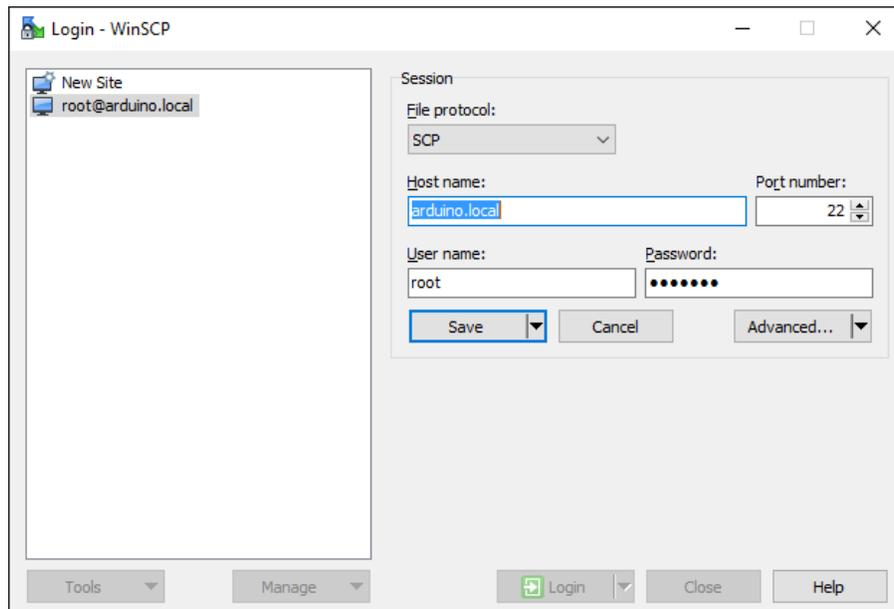 Login - WinSCP
New Site
root@arduino.local
Session
File protocol:
SCP
Host name:
Port number:
arduino.local
22
User name:
Password:
root
•••••••
Save
Cancel
Advanced...
Tools
Manage
Login
Close
Help